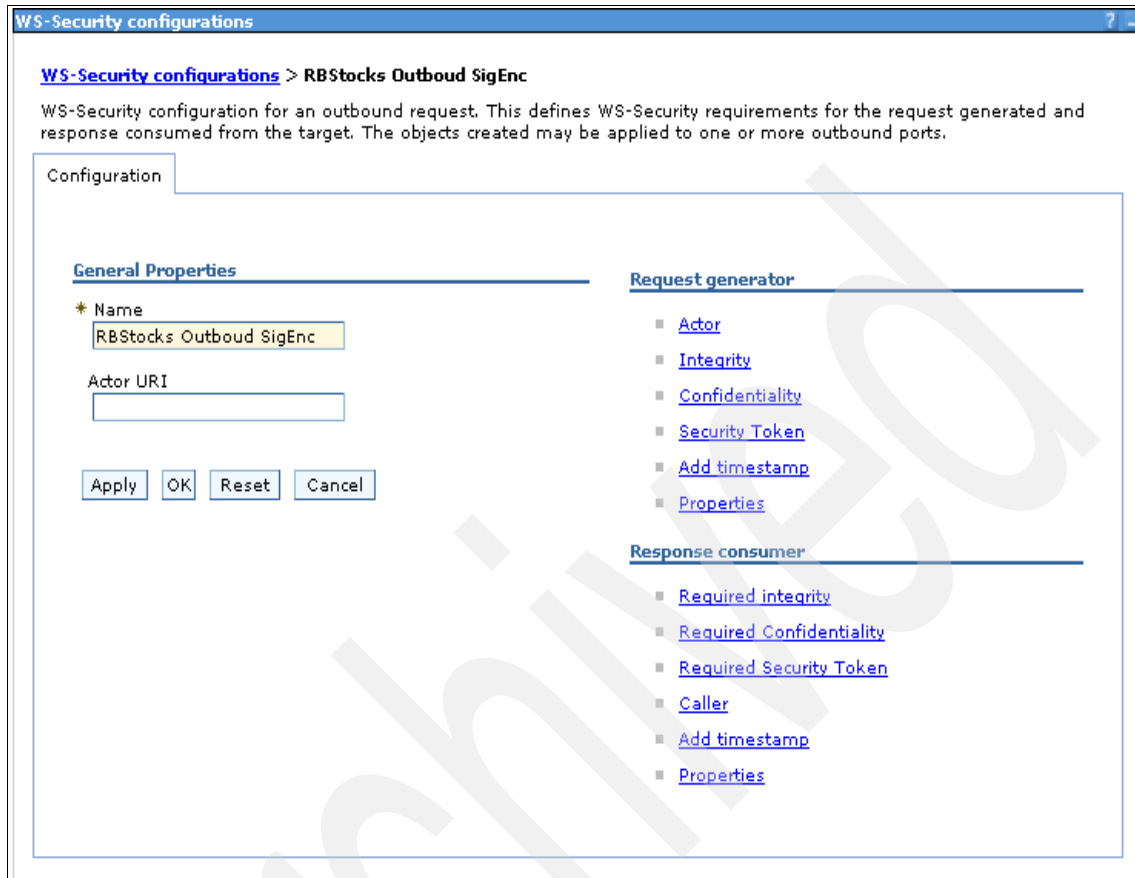 WS-Security configurations
?
WS-Security configurations > RBStocks Outboud SigEnc
WS-Security configuration for an outbound request. This defines WS-Security requirements for the request generated and
response consumed from the target. The objects created may be applied to one or more outbound ports.
Configuration
General Properties
* Name
RBStocks Outboud SigEnc
Actor URI
Apply OK Reset Cancel
Request generator
Actor
Integrity
Confidentiality
Security Token
Add timestamp
Properties
Response consumer
Required integrity
Required Confidentiality
Required Security Token
Caller
Add timestamp
Properties